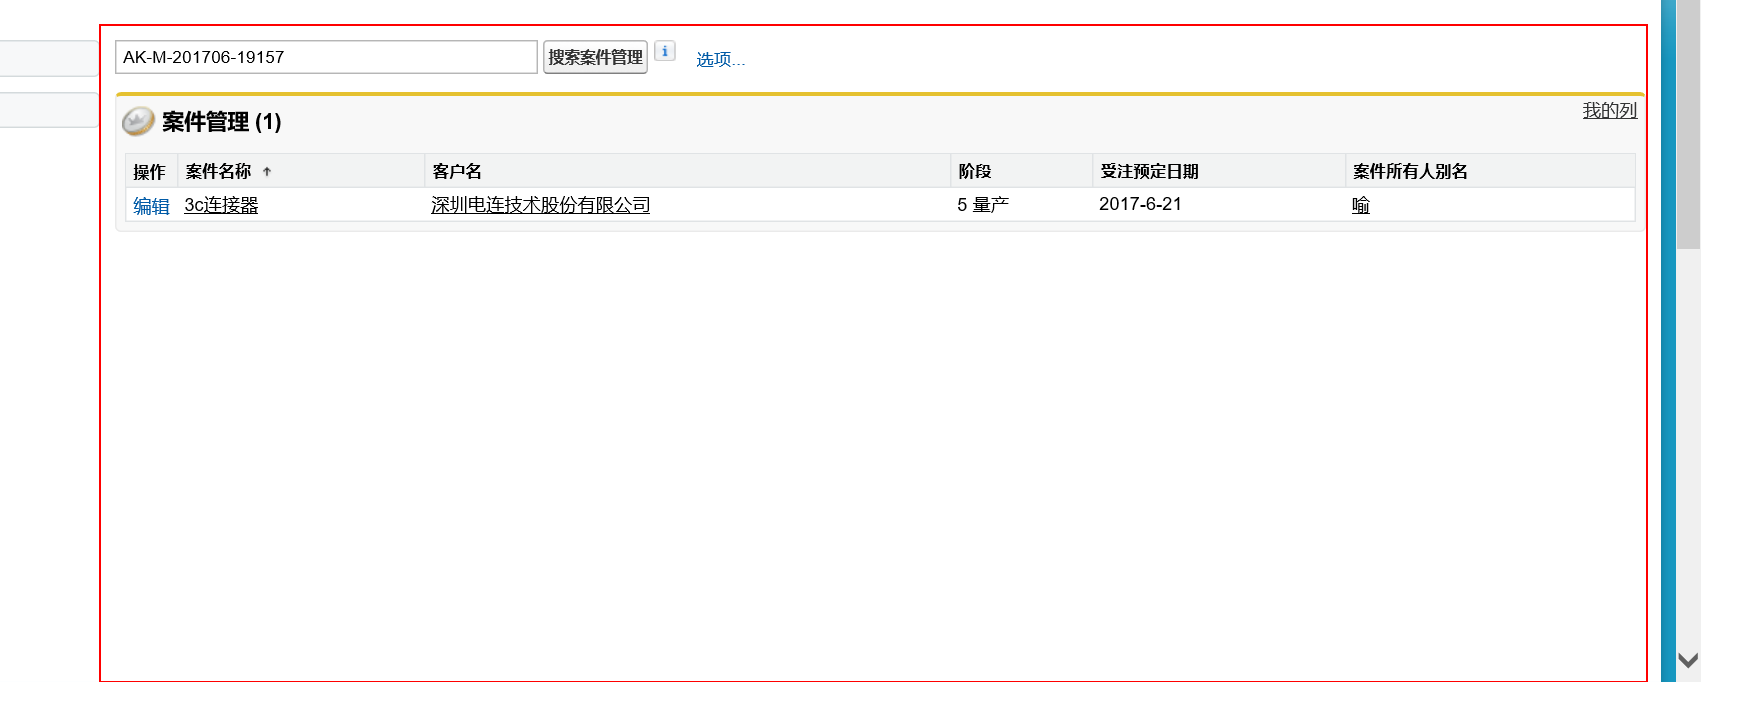 AK-M-201706-19157 搜索案件管理 i 选项...
案件管理 (1) 我的列
操作 案件名称 ↑ 客户名 阶段 受注预定日期 案件所有人别名
编辑 3c连接器 深圳电连技术股份有限公司 5 量产 2017-6-21 喻